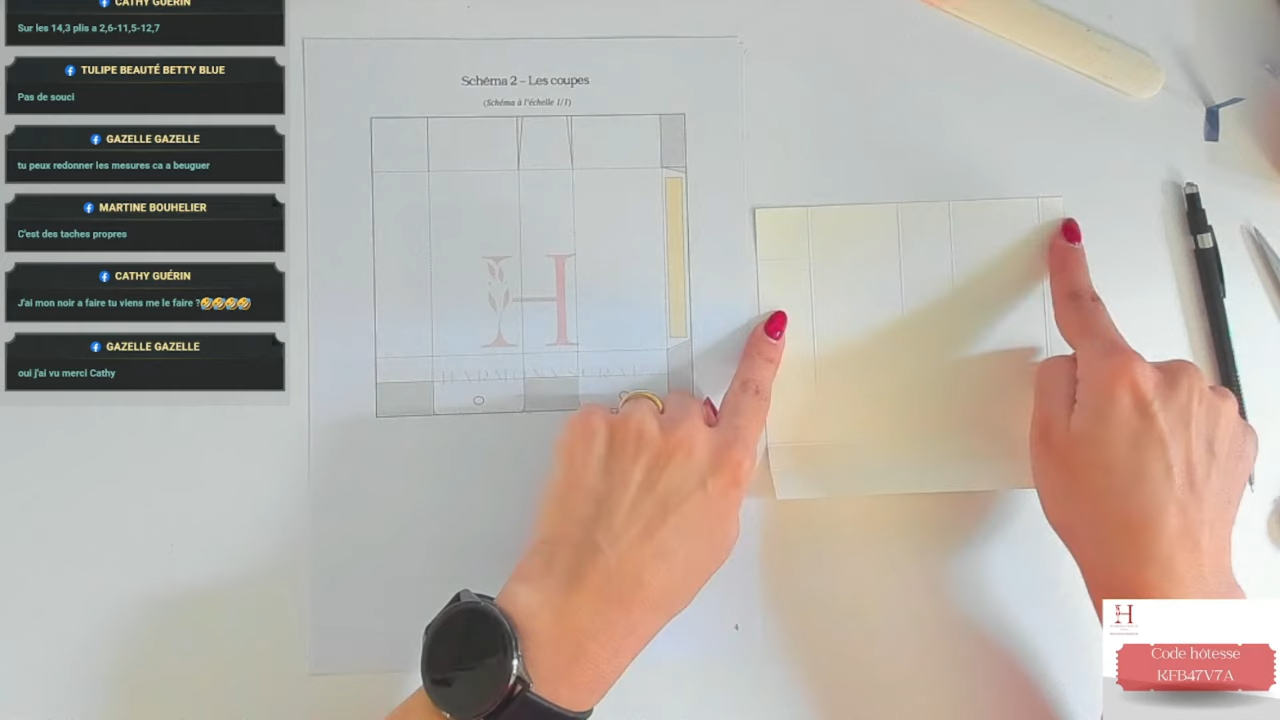 CATHY GUÉRIN
Sur les 14,3 plis a 2,6-11,5-12,7
TULIPE BEAUTÉ BETTY BLUE
Pas de souci
GAZELLE GAZELLE
tu peux redonner les mesures ca a beuguer
MARTINE BOUHELIER
C'est des taches propres
CATHY GUÉRIN
J'ai mon noir a faire tu viens me le faire ?🤣🤣🤣🤣
GAZELLE GAZELLE
oui j'ai vu merci Cathy
Schéma 2 – Les coupes
(Schéma à l'échelle 1/1)
H
4
H
Code hôtesse
KFB47V7A